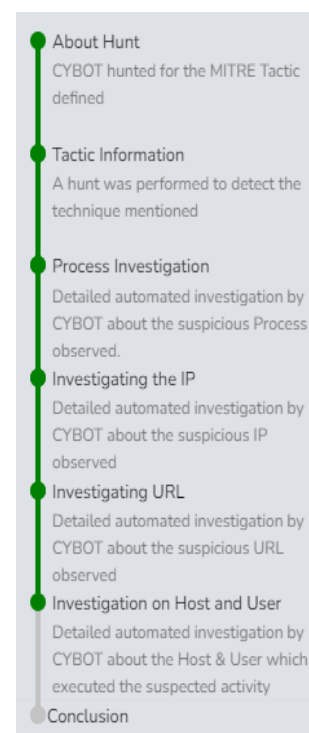 About Hunt
CYBOT hunted for the MITRE Tactic
defined
Tactic Information
A hunt was performed to detect the
technique mentioned
Process Investigation
Detailed automated investigation by
CYBOT about the suspicious Process
observed.
Investigating the IP
Detailed automated investigation by
CYBOT about the suspicious IP
observed
Investigating URL
Detailed automated investigation by
CYBOT about the suspicious URL
observed
Investigation on Host and User
Detailed automated investigation by
CYBOT about the Host & User which
executed the suspected activity
Conclusion